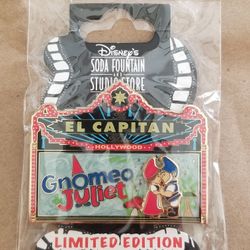 Disney's
SODA FOUNTAIN
AND
STUDIO STORE
EL CAPITAN
HOLLYWOOD
Gnomeo
Juliet
LIMITED EDITION